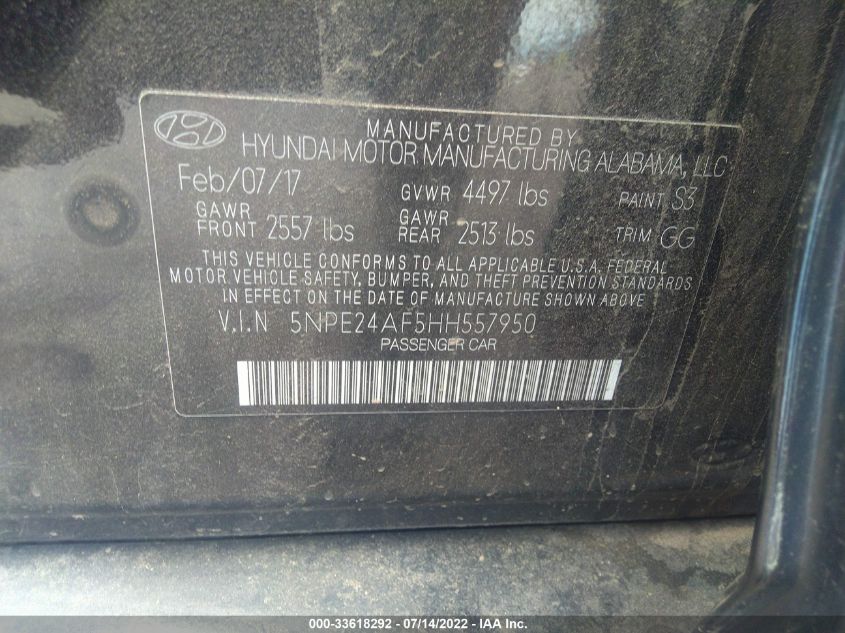 MANUFACTURED BY
HYUNDAI MOTOR MANUFACTURING ALABAMA, LLC
Feb/07/17 GVWR 4497 lbs PAINT S3
GAWR FRONT 2557 lbs GAWR REAR 2513 lbs TRIM GG
THIS VEHICLE CONFORMS TO ALL APPLICABLE U.S.A. FEDERAL
MOTOR VEHICLE SAFETY, BUMPER, AND THEFT PREVENTION STANDARDS
IN EFFECT ON THE DATE OF MANUFACTURE SHOWN ABOVE
V.I.N 5NPE24AF5HH557950
PASSENGER CAR
000-33618292 - 07/14/2022 - IAA Inc.